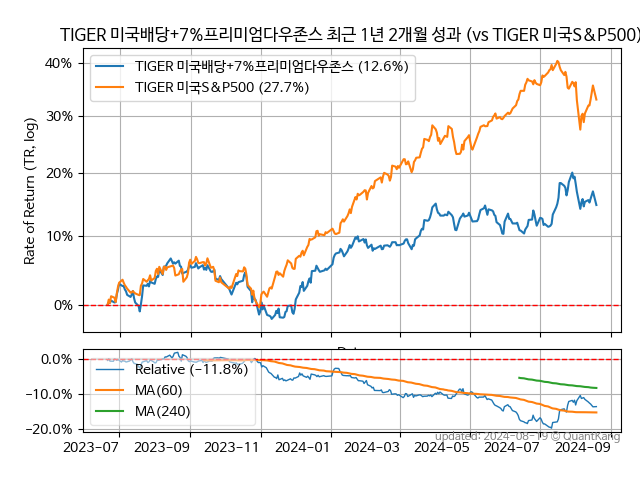 TIGER 미국배당+7%프리미엄다우존스 최근 1년 2개월 성과 (vs TIGER 미국S&P500)
TIGER 미국배당+7%프리미엄다우존스 (12.6%)
TIGER 미국S&P500 (27.7%)
Rate of Return (TR, log)
40%
30%
20%
10%
0%
0.0%
−10.0%
−20.0%
Relative (−11.8%)
MA(60)
MA(240)
updated: 2024-08-19 © QuantKang
2023-07 2023-09 2023-11 2024-01 2024-03 2024-05 2024-07 2024-09